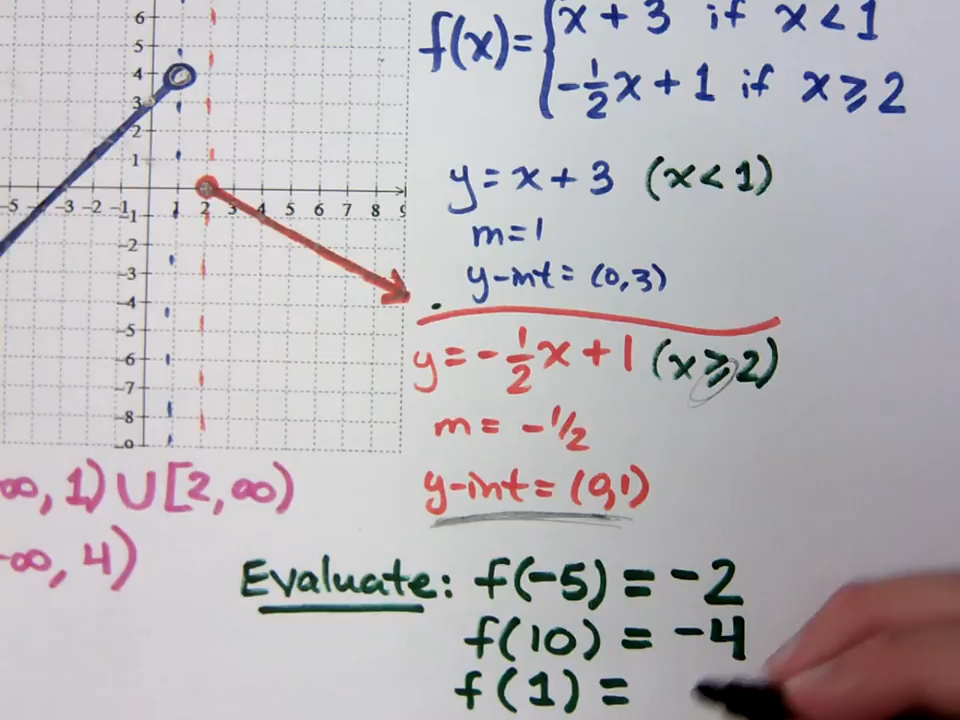 f(x) = { x + 3 if x < 1
-1/2x + 1 if x ≥ 2
y = x + 3 (x < 1)
m = 1
y-int = (0,3)
y = -1/2x + 1 (x ≥ 2)
m = -1/2
y-int = (0,1)
6
5
4
3
2
1
-5 -3 -2 -1 1 2 3 4 5 6 7 8 9
-1
-2
-3
-4
-5
-6
-7
-8
∞, 1) ∪ [2, ∞)
-∞, 4)
Evaluate: f(-5) = -2
f(10) = -4
f(1) =